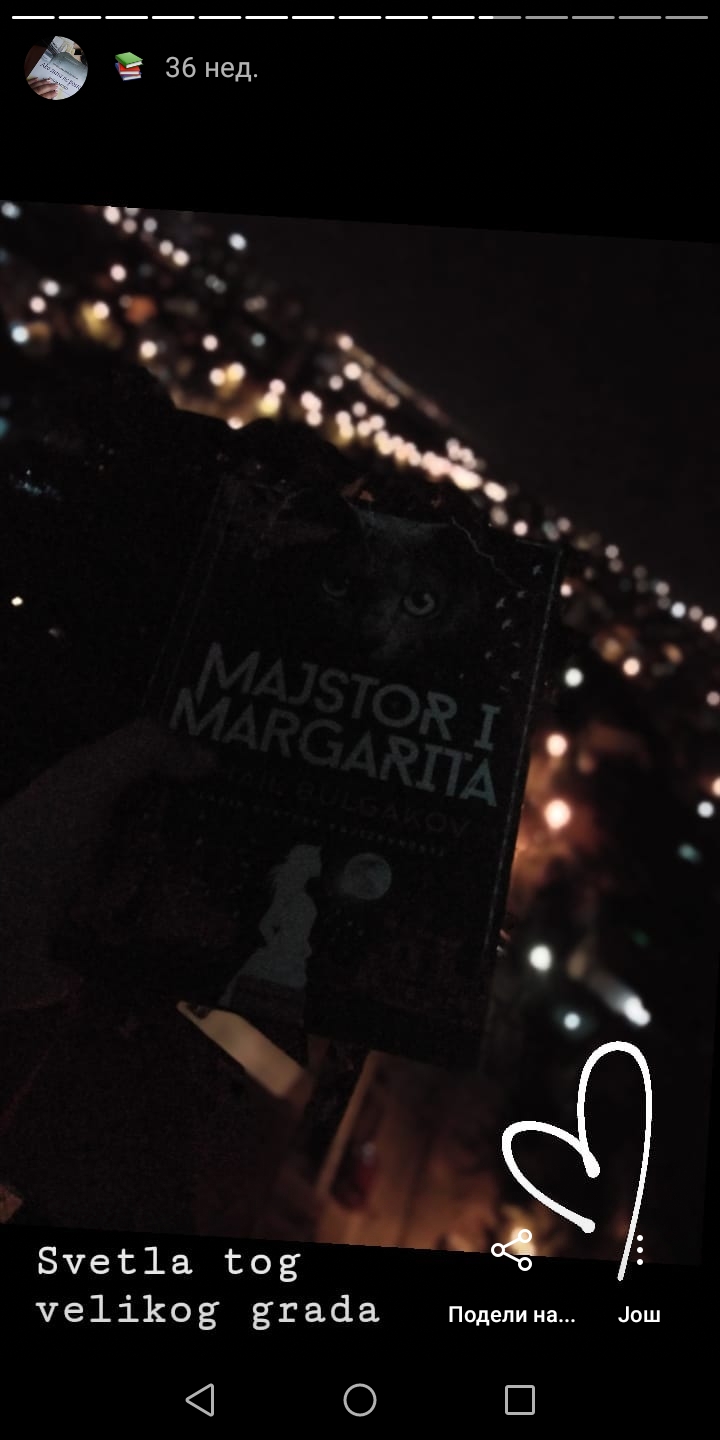 36 нед.
MAJSTOR I
MARGARITA
BULGAKOV
Svetla tog
velikog grada
Подели на...
Још